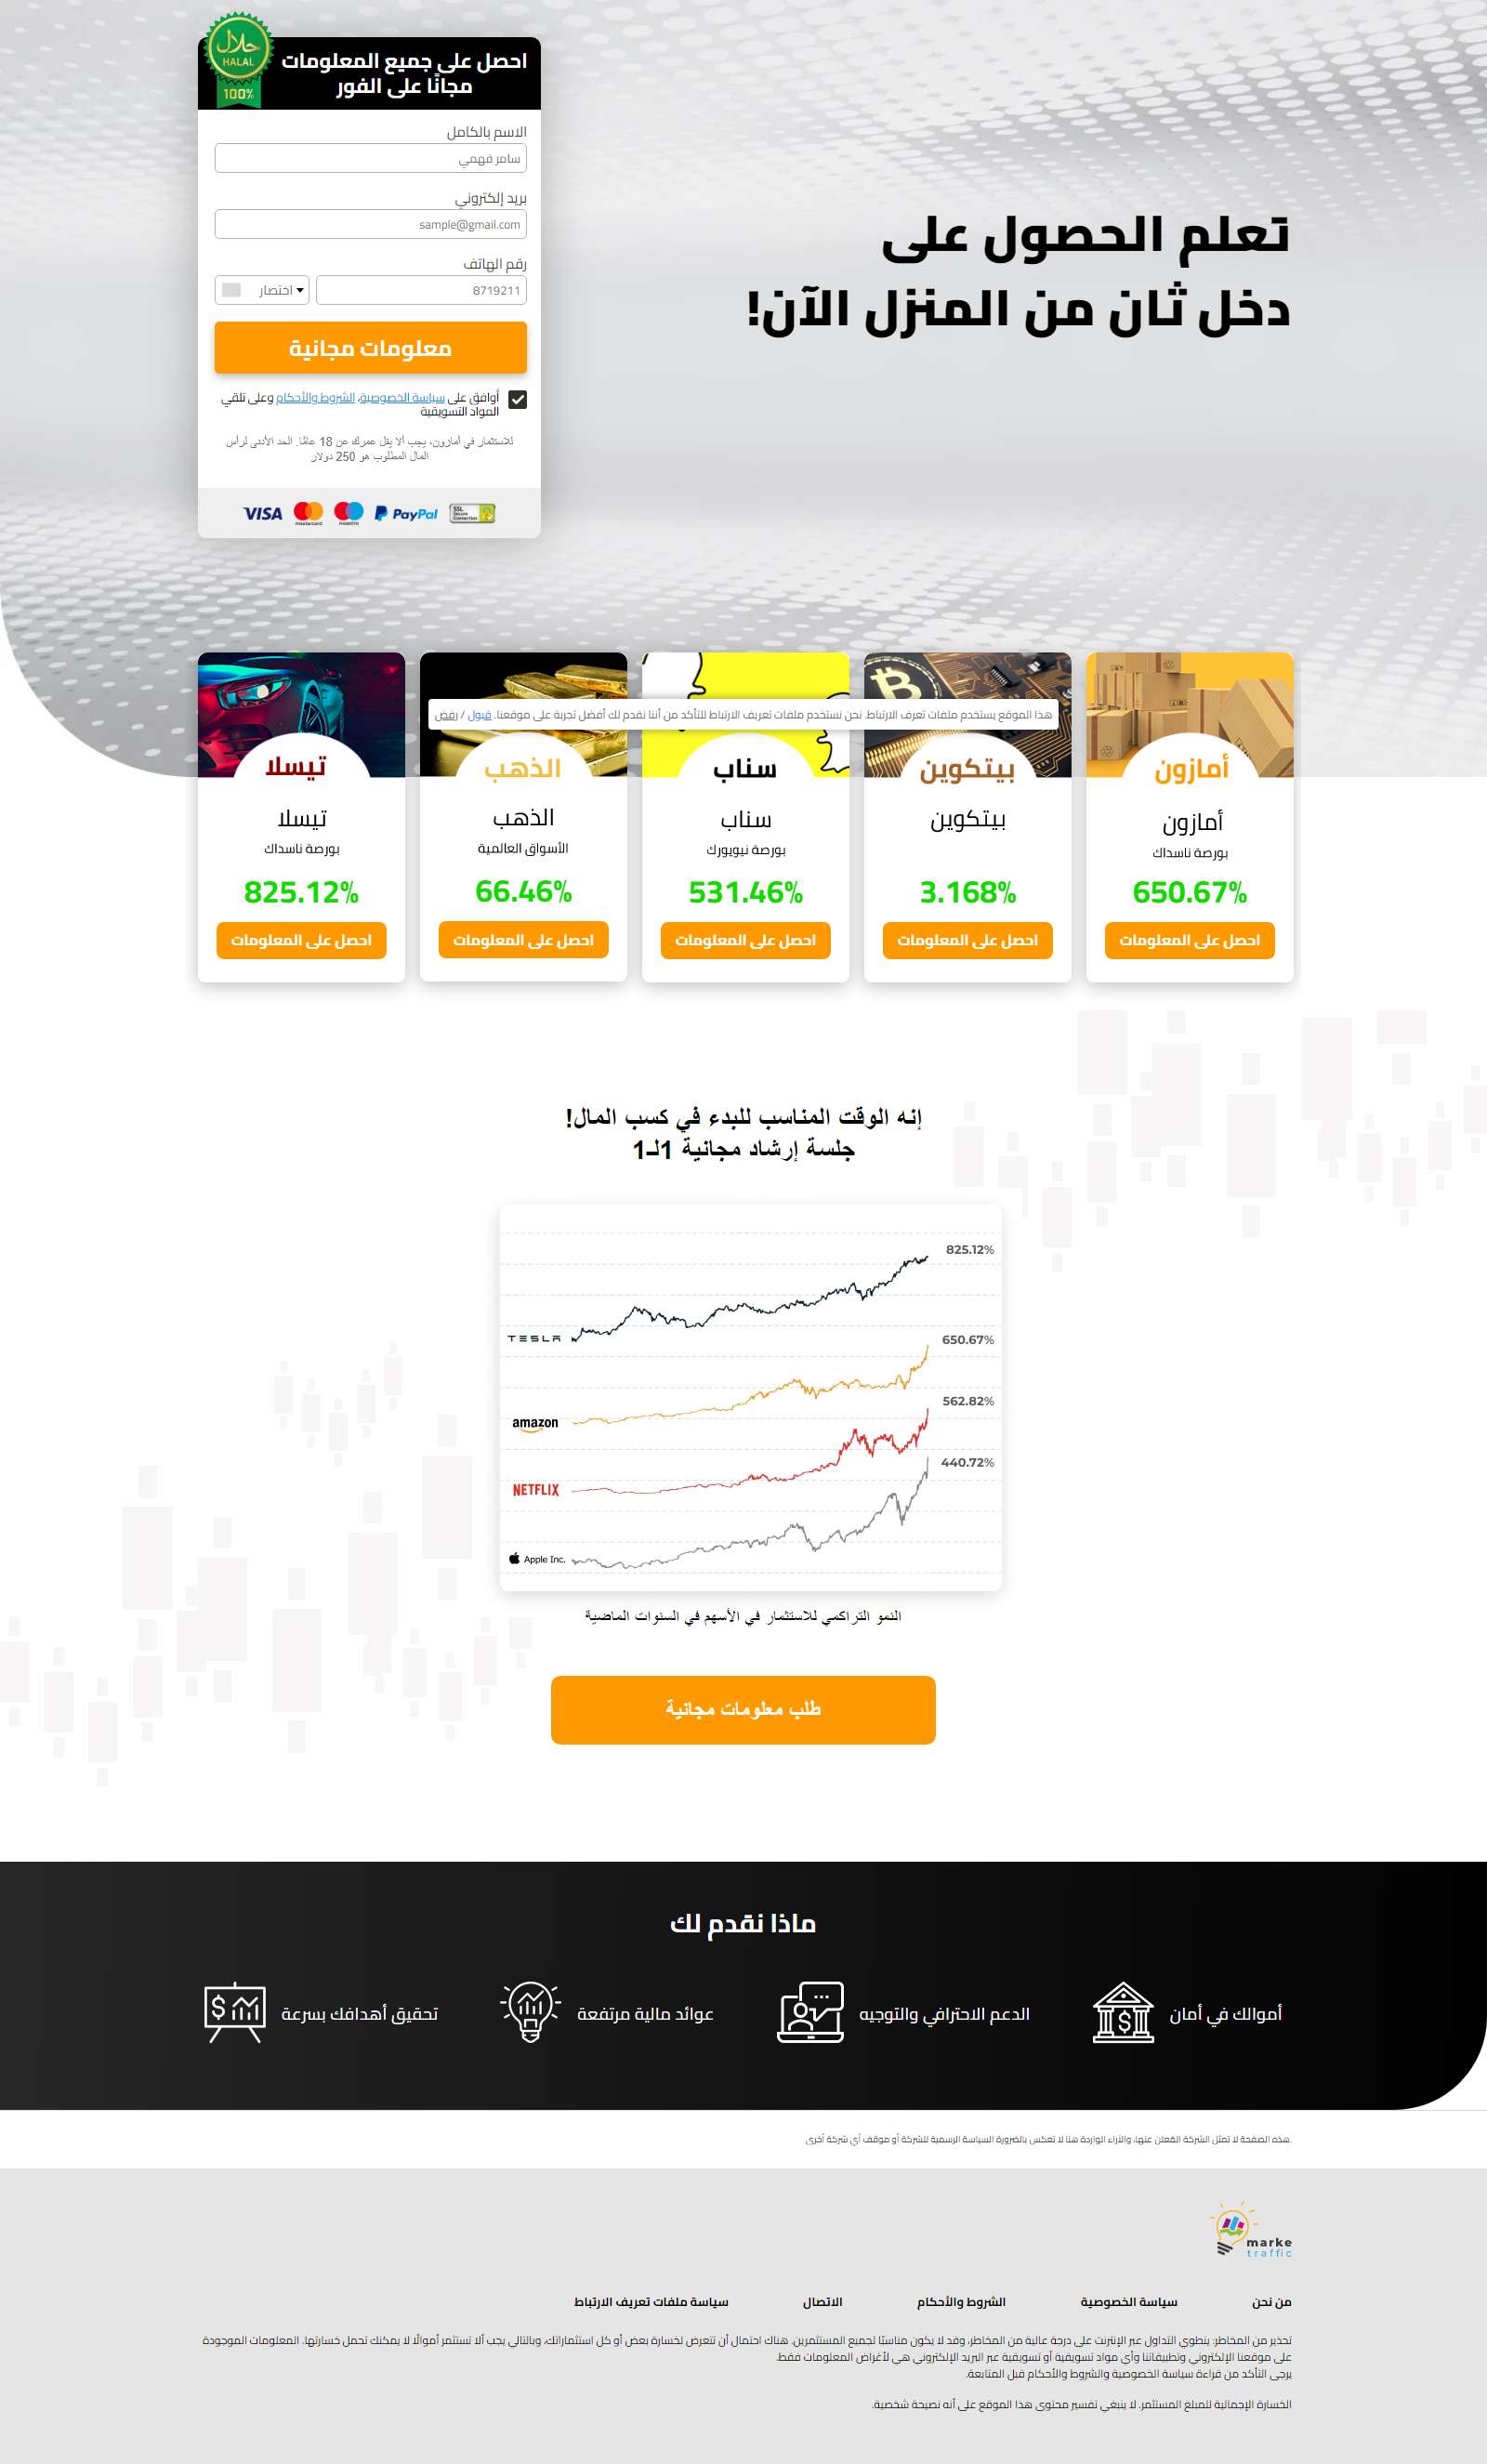 حلال
HALAL
100%
احصل على جميع المعلومات
مجانًا على الفور
الاسم بالكامل
سامر فهمي
بريد إلكتروني
sample@gmail.com
رقم الهاتف
8719211
اختصار
معلومات مجانية
أوافق على سياسة الخصوصية، الشروط والأحكام وعلى تلقي
المواد التسويقية
للاستثمار في أمازون، يجب ألا يقل عمرك عن 18 عامًا. الحد الأدنى لرأس
المال المطلوب هو 250 دولار
VISA mastercard maestro PayPal SSL Secure Connection
تعلم الحصول على
دخل ثان من المنزل الآن!
هذا الموقع يستخدم ملفات تعرف الارتباط. نحن نستخدم ملفات تعريف الارتباط للتأكد من أننا نقدم لك أفضل تجربة على موقعنا. قبول / رفض
أمازون
أمازون
بورصة ناسداك
650.67%
احصل على المعلومات
بيتكوين
بيتكوين
3.168%
احصل على المعلومات
سناب
سناب
بورصة نيويورك
531.46%
احصل على المعلومات
الذهب
الذهب
الأسواق العالمية
66.46%
احصل على المعلومات
تيسلا
تيسلا
بورصة ناسداك
825.12%
احصل على المعلومات
إنه الوقت المناسب للبدء في كسب المال!
جلسة إرشاد مجانية 1لـ1
825.12%
TESLA
650.67%
amazon
562.82%
NETFLIX
440.72%
Apple Inc.
النمو التراكمي للاستثمار في الأسهم في السنوات الماضية
طلب معلومات مجانية
ماذا نقدم لك
أموالك في أمان
الدعم الاحترافي والتوجيه
عوائد مالية مرتفعة
تحقيق أهدافك بسرعة
هذه الصفحة لا تمثل الشركة المُعلن عنها، والآراء الواردة هنا لا تعكس بالضرورة السياسة الرسمية للشركة أو موقف أي شركة أخرى.
marke
traffic
من نحن
سياسة الخصوصية
الشروط والأحكام
الاتصال
سياسة ملفات تعريف الارتباط
تحذير من المخاطر: ينطوي التداول عبر الإنترنت على درجة عالية من المخاطر، وقد لا يكون مناسبًا لجميع المستثمرين. هناك احتمال أن تتعرض لخسارة بعض أو كل استثماراتك، وبالتالي يجب ألا تستثمر أموالًا لا يمكنك تحمل خسارتها. المعلومات الموجودة
على موقعنا الإلكتروني وتطبيقاتنا وأي مواد تسويقية أو تسويقية عبر البريد الإلكتروني هي لأغراض المعلومات فقط.
يرجى التأكد من قراءة سياسة الخصوصية والشروط والأحكام قبل المتابعة.
الخسارة الإجمالية للمبلغ المستثمر. لا ينبغي تفسير محتوى هذا الموقع على أنه نصيحة شخصية.